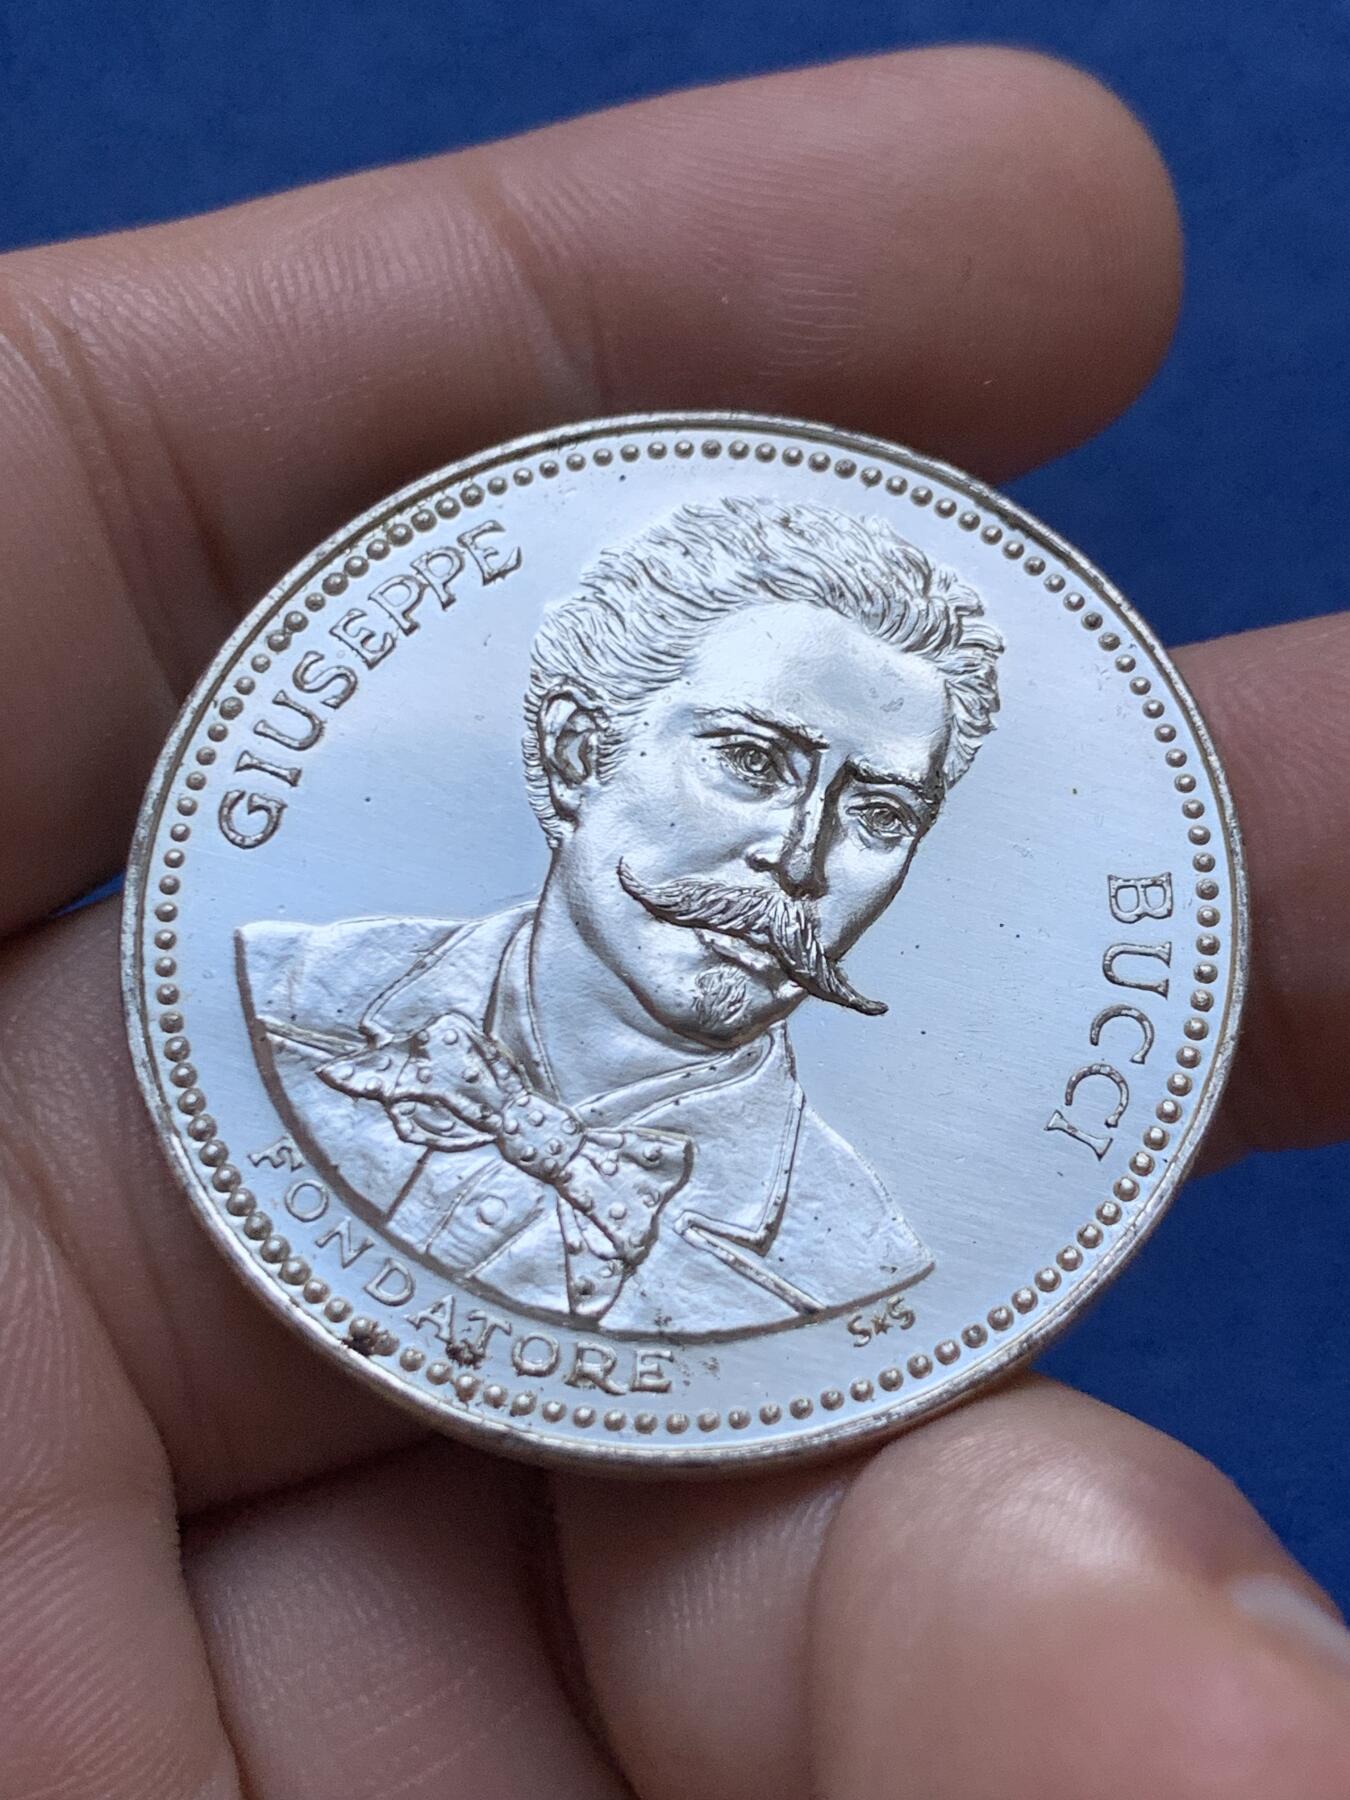 GIUSEPPE
BUCCI
FONDATORE
S★S